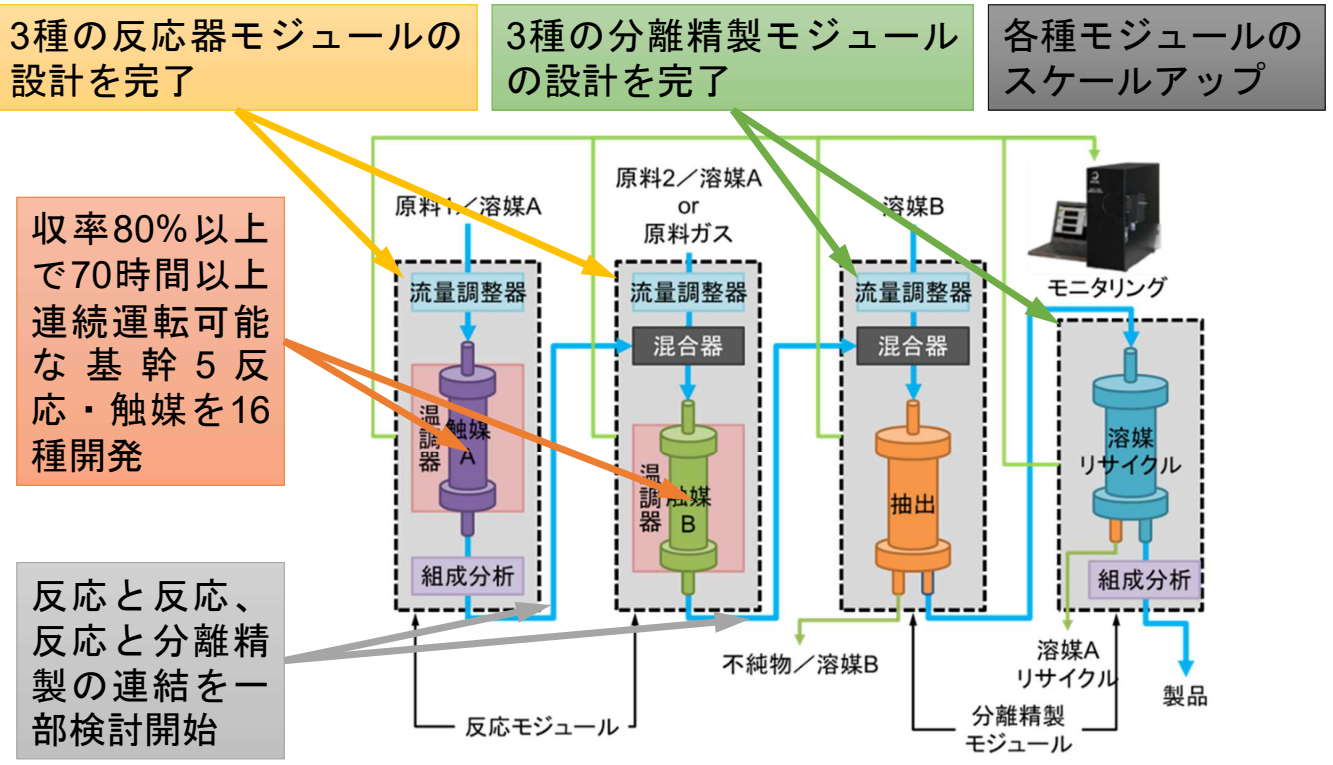 3種の反応器モジュールの
設計を完了
3種の分離精製モジュール
の設計を完了
各種モジュールの
スケールアップ
収率80%以上
で70時間以上
連続運転可能
な基幹5反
応・触媒を16
種開発
反応と反応、
反応と分離精
製の連結を一
部検討開始
原料1／溶媒A
流量調整器
温調器
触媒
A
組成分析
原料2／溶媒A
or
原料ガス
流量調整器
混合器
温調器
触媒
B
溶媒B
流量調整器
混合器
抽出
モニタリング
溶媒
リサイクル
組成分析
不純物／溶媒B
溶媒A
リサイクル
製品
反応モジュール
分離精製
モジュール